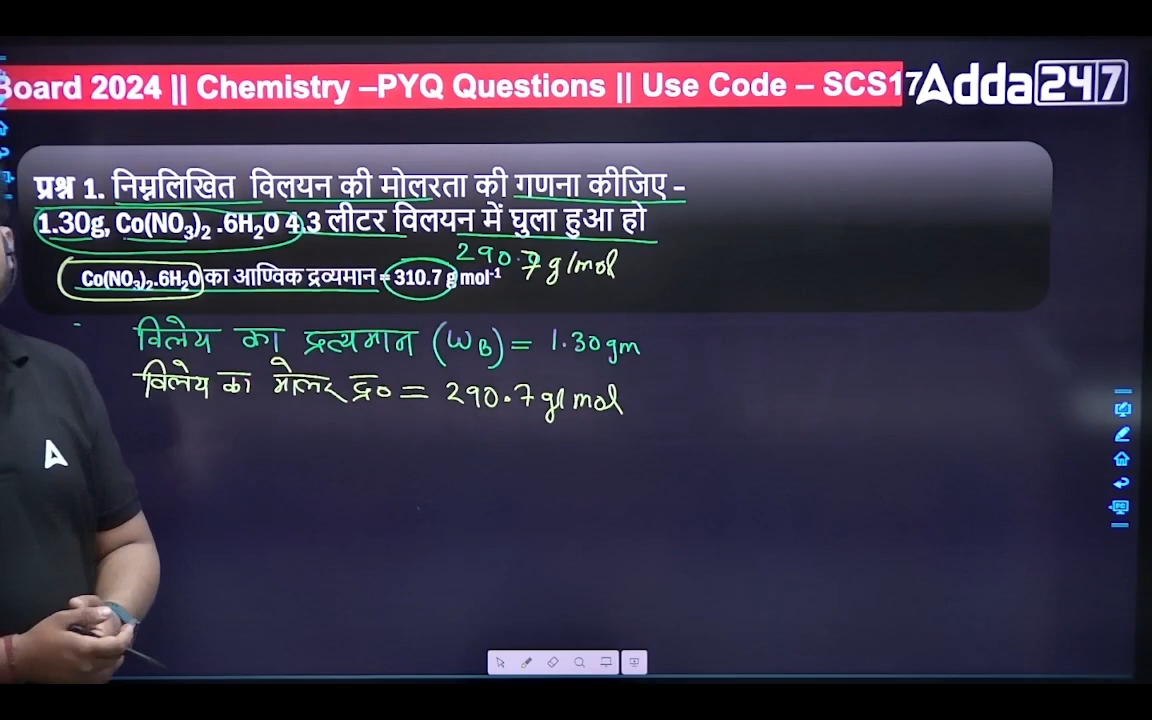 Board 2024 || Chemistry –PYQ Questions || Use Code – SCS17
Adda247
प्रश्न 1. निम्नलिखित विलयन की मोलरता की गणना कीजिए -
1.30g, Co(NO₃)₂ .6H₂O 4.3 लीटर विलयन में घुला हुआ हो
290.7 g/mol
Co(NO₃)₂.6H₂O का आण्विक द्रव्यमान = 310.7 g mol⁻¹
विलेय का द्रव्यमान (WB) = 1.30gm
विलेय का मोलर द्र० = 290.7 g/mol